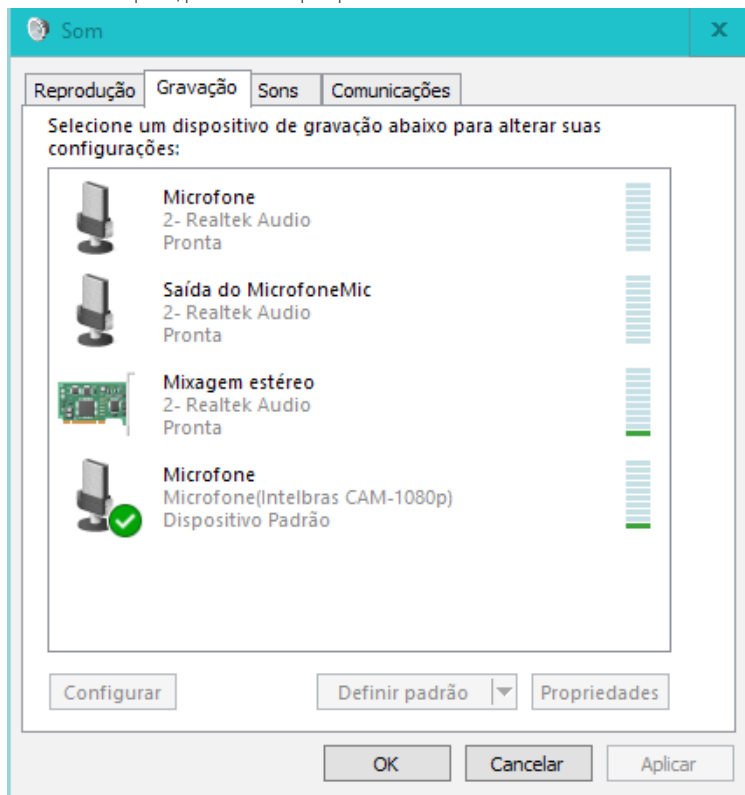 Som
Reprodução Gravação Sons Comunicações
Selecione um dispositivo de gravação abaixo para alterar suas
configurações:
Microfone
2- Realtek Audio
Pronta
Saída do MicrofoneMic
2- Realtek Audio
Pronta
Mixagem estéreo
2- Realtek Audio
Pronta
Microfone
Microfone(Intelbras CAM-1080p)
Dispositivo Padrão
Configurar Definir padrão Propriedades
OK Cancelar Aplicar